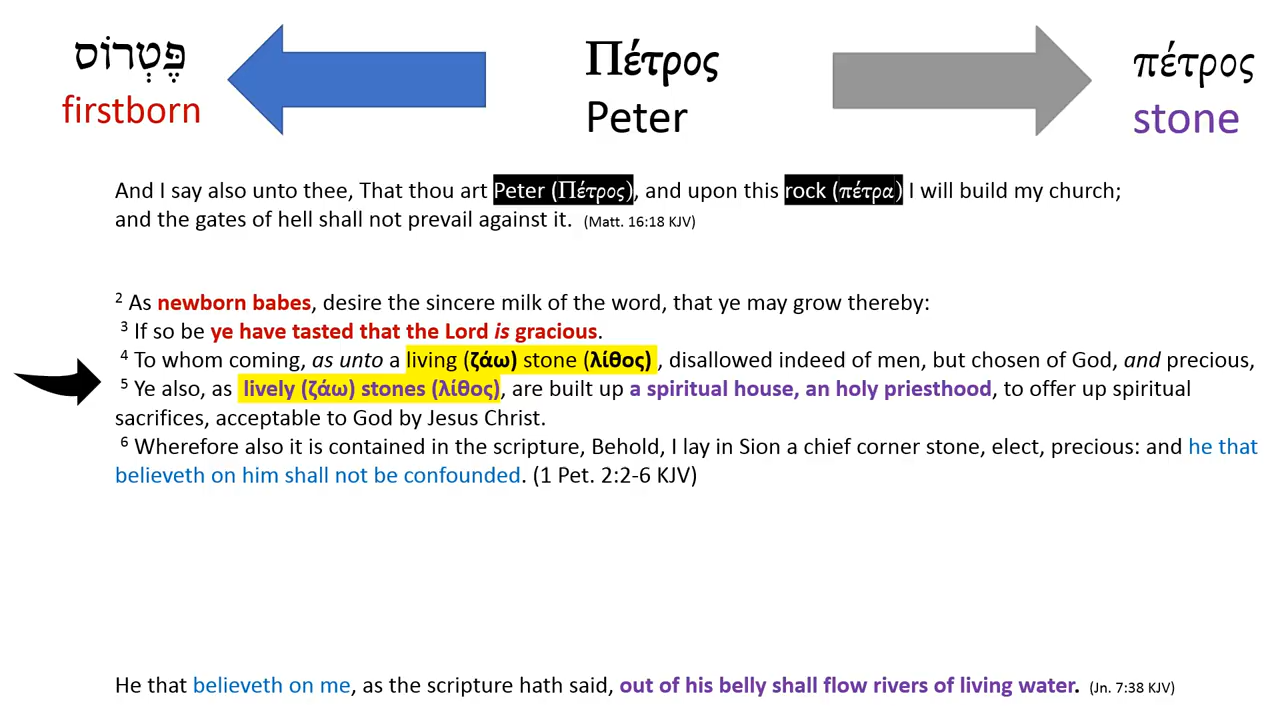 פֶּטְרוֹס
firstborn
Πέτρος
Peter
πέτρος
stone
And I say also unto thee, That thou art Peter (Πέτρος), and upon this rock (πέτρα) I will build my church;
and the gates of hell shall not prevail against it. (Matt. 16:18 KJV)
2 As newborn babes, desire the sincere milk of the word, that ye may grow thereby:
3 If so be ye have tasted that the Lord is gracious.
4 To whom coming, as unto a living (ζάω) stone (λίθος) , disallowed indeed of men, but chosen of God, and precious,
5 Ye also, as lively (ζάω) stones (λίθος), are built up a spiritual house, an holy priesthood, to offer up spiritual
sacrifices, acceptable to God by Jesus Christ.
6 Wherefore also it is contained in the scripture, Behold, I lay in Sion a chief corner stone, elect, precious: and he that
believeth on him shall not be confounded. (1 Pet. 2:2-6 KJV)
He that believeth on me, as the scripture hath said, out of his belly shall flow rivers of living water. (Jn. 7:38 KJV)